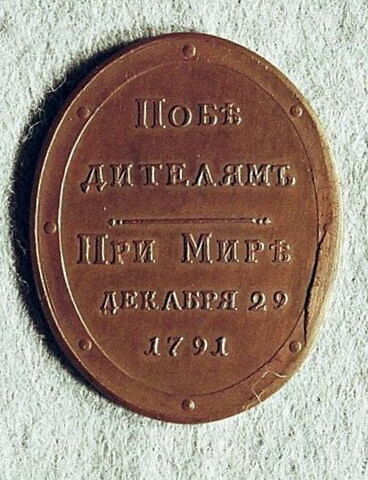 Побѣ
дителямъ
При Мирѣ
декабря 29
1791